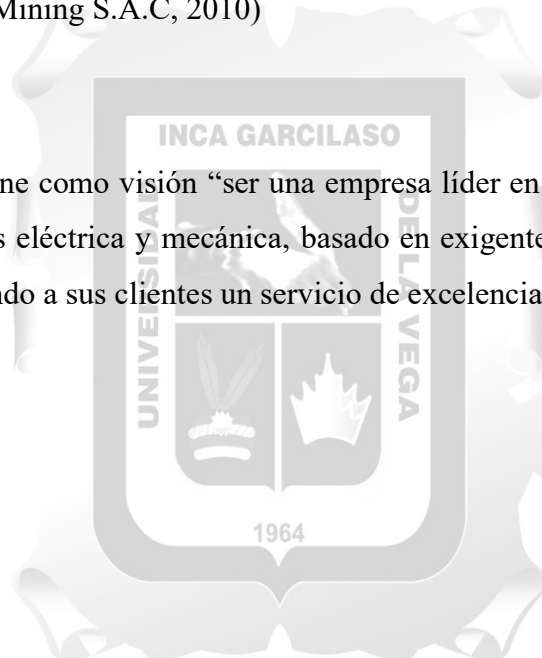 Mining S.A.C, 2010)
INCA GARCILASO
ne como visión “ser una empresa líder en
s eléctrica y mecánica, basado en exigente
ndo a sus clientes un servicio de excelencia
UNIVERSIDAD
DE LA VEGA
1964